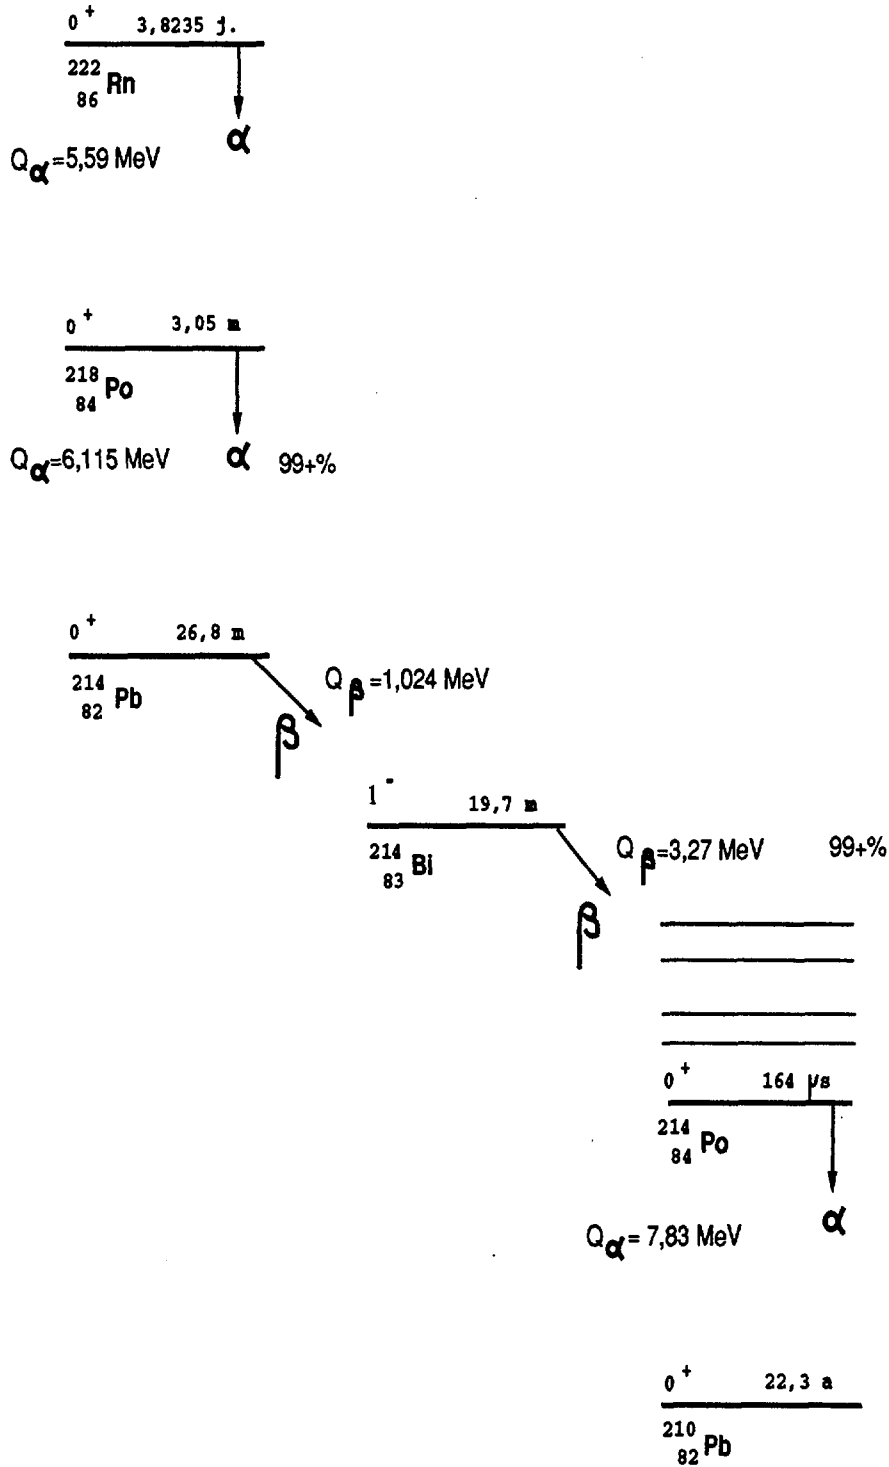 0+ 3,8235 j.
222
86 Rn
α
Qα=5,59 MeV
0+ 3,05 m
218
84 Po
Qα=6,115 MeV α 99+%
0+ 26,8 m
214
82 Pb
Qβ=1,024 MeV
β
1- 19,7 m
214
83 Bi
Qβ=3,27 MeV 99+%
β
0+ 164 µs
214
84 Po
α
Qα= 7,83 MeV
0+ 22,3 a
210
82 Pb